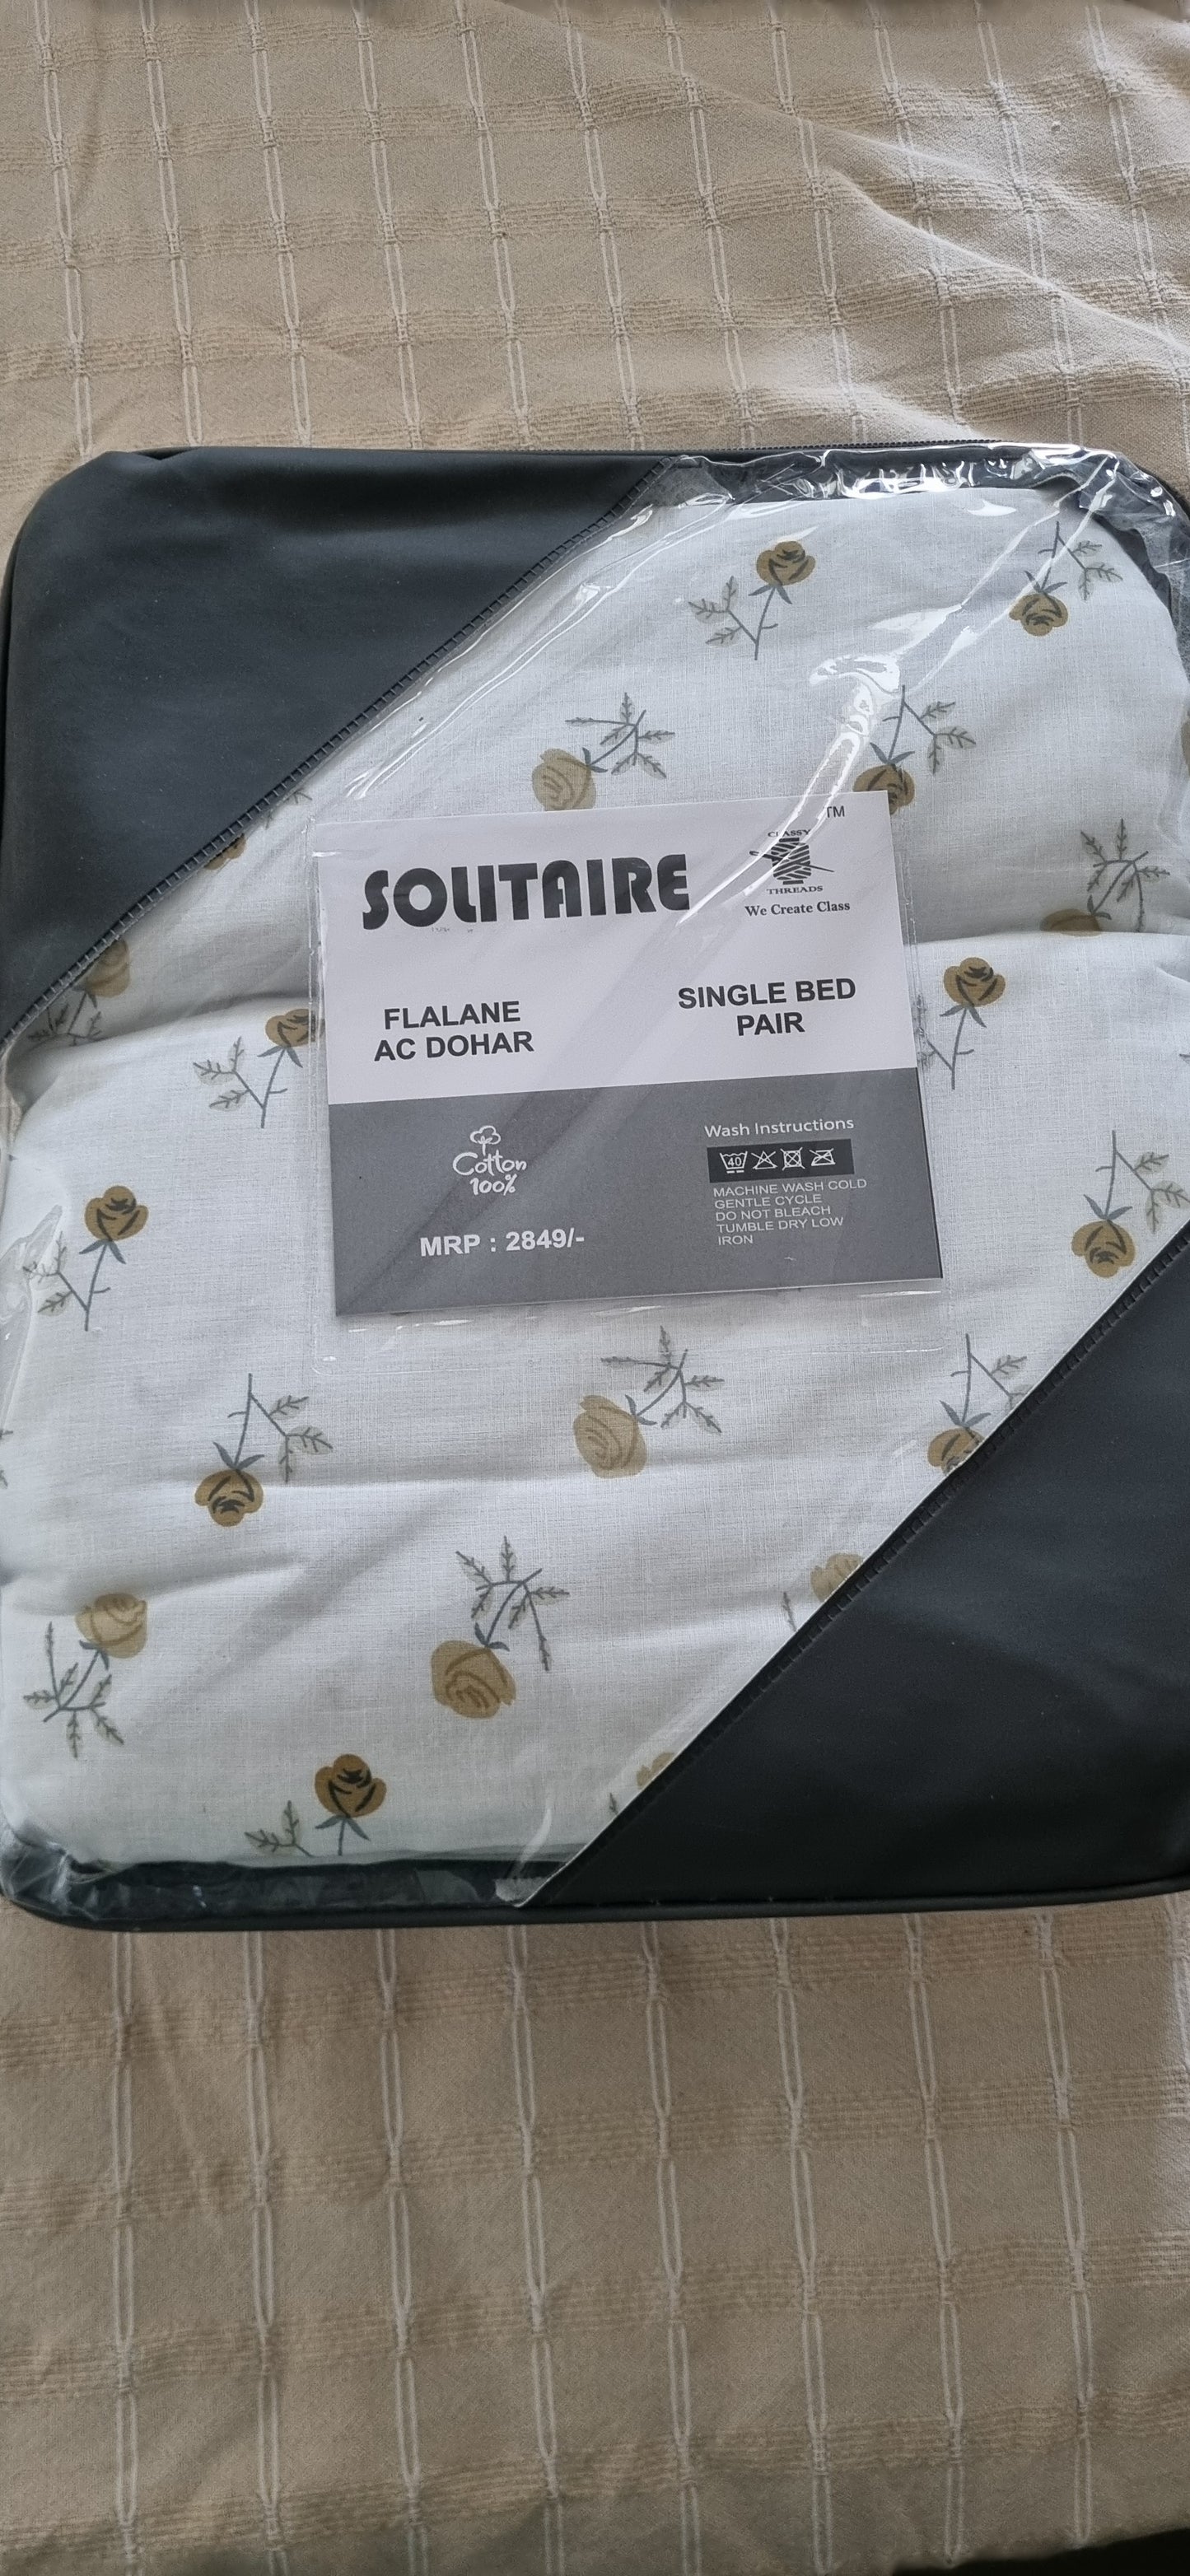 TM
CLASSY
THREADS
We Create Class
SOLITAIRE
FLALANE
AC DOHAR
SINGLE BED
PAIR
Cotton
100%
MRP : 2849/-
Wash Instructions
40
MACHINE WASH COLD
GENTLE CYCLE
DO NOT BLEACH
TUMBLE DRY LOW
IRON